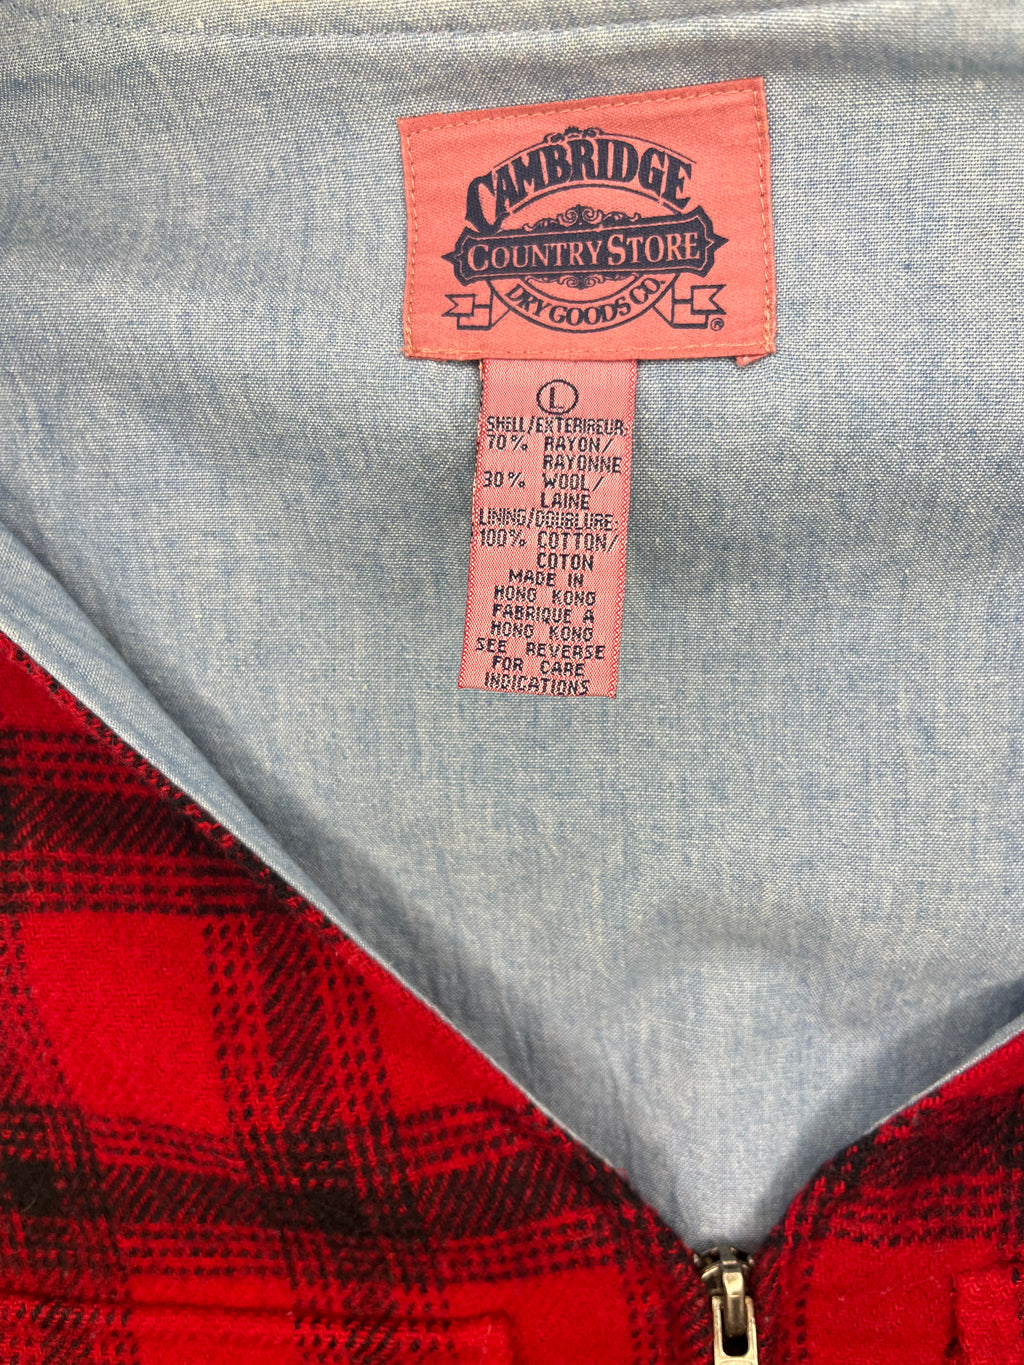 CAMBRIDGE
COUNTRY STORE
DRY GOODS CO.
®
L
SHELL/EXTERIREUR:
70% RAYON/
RAYONNE
30% WOOL/
LAINE
LINING/DOUBLURE:
100% COTTON/
COTON
MADE IN
HONG KONG
FABRIQUE A
HONG KONG
SEE REVERSE
FOR CARE
INDICATIONS